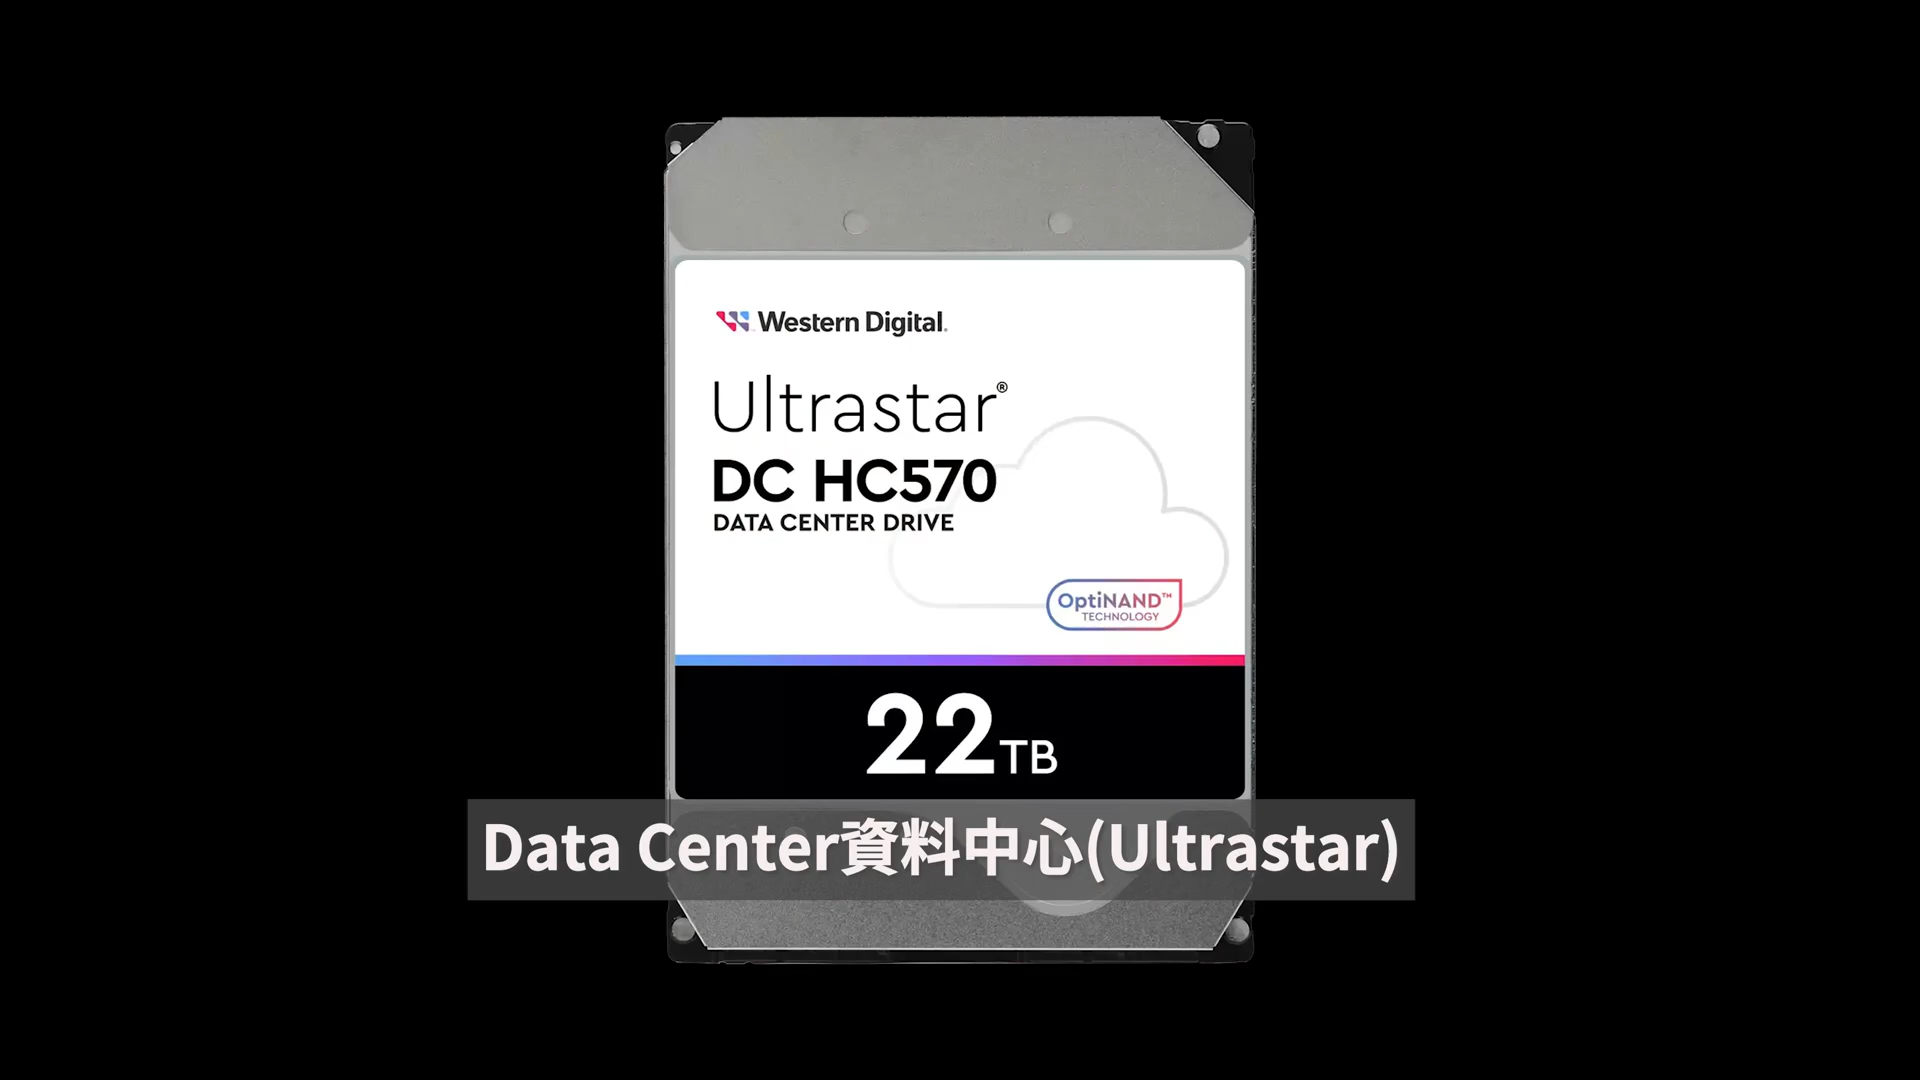 Western Digital.
Ultrastar®
DC HC570
DATA CENTER DRIVE
OptiNAND™
TECHNOLOGY
22TB
Data Center資料中心(Ultrastar)